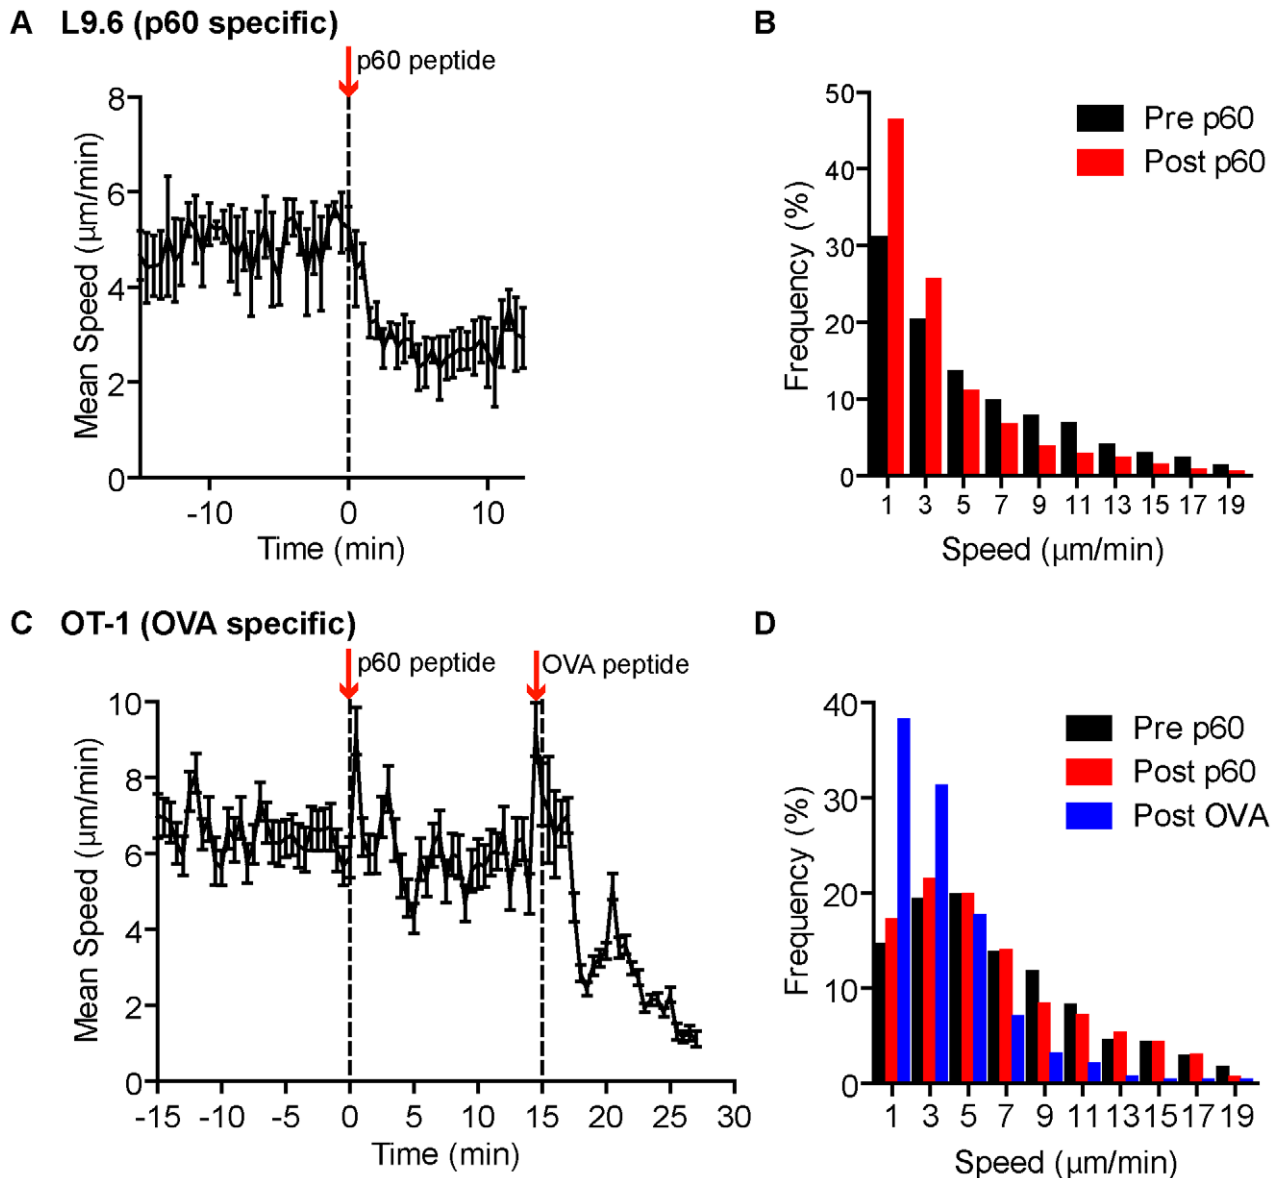 A L9.6 (p60 specific)
p60 peptide
8
6
4
2
0
Mean Speed (µm/min)
-10 0 10
Time (min)
B
50
40
30
20
10
0
Frequency (%)
Pre p60
Post p60
1 3 5 7 9 11 13 15 17 19
Speed (µm/min)
C OT-1 (OVA specific)
p60 peptide
OVA peptide
10
8
6
4
2
0
Mean Speed (µm/min)
-15 -10 -5 0 5 10 15 20 25 30
Time (min)
D
40
30
20
10
0
Frequency (%)
Pre p60
Post p60
Post OVA
1 3 5 7 9 11 13 15 17 19
Speed (µm/min)